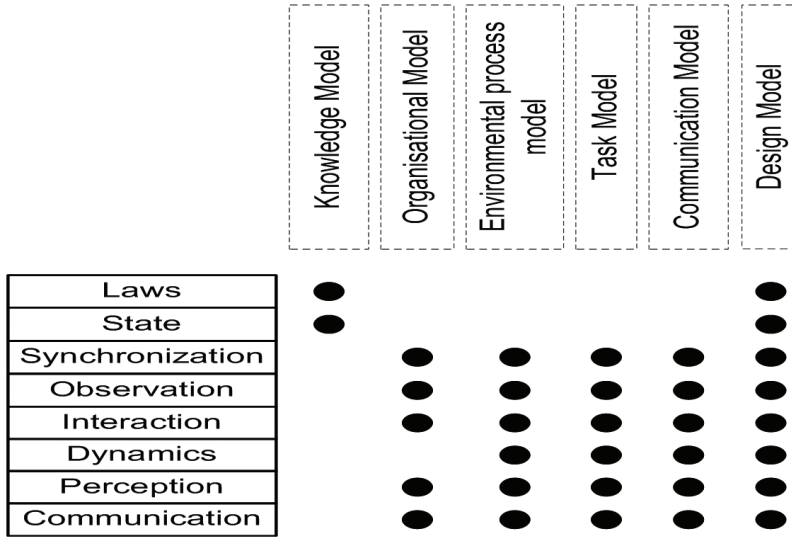 Knowledge Model
Organisational Model
Environmental process
model
Task Model
Communication Model
Design Model
Laws
State
Synchronization
Observation
Interaction
Dynamics
Perception
Communication